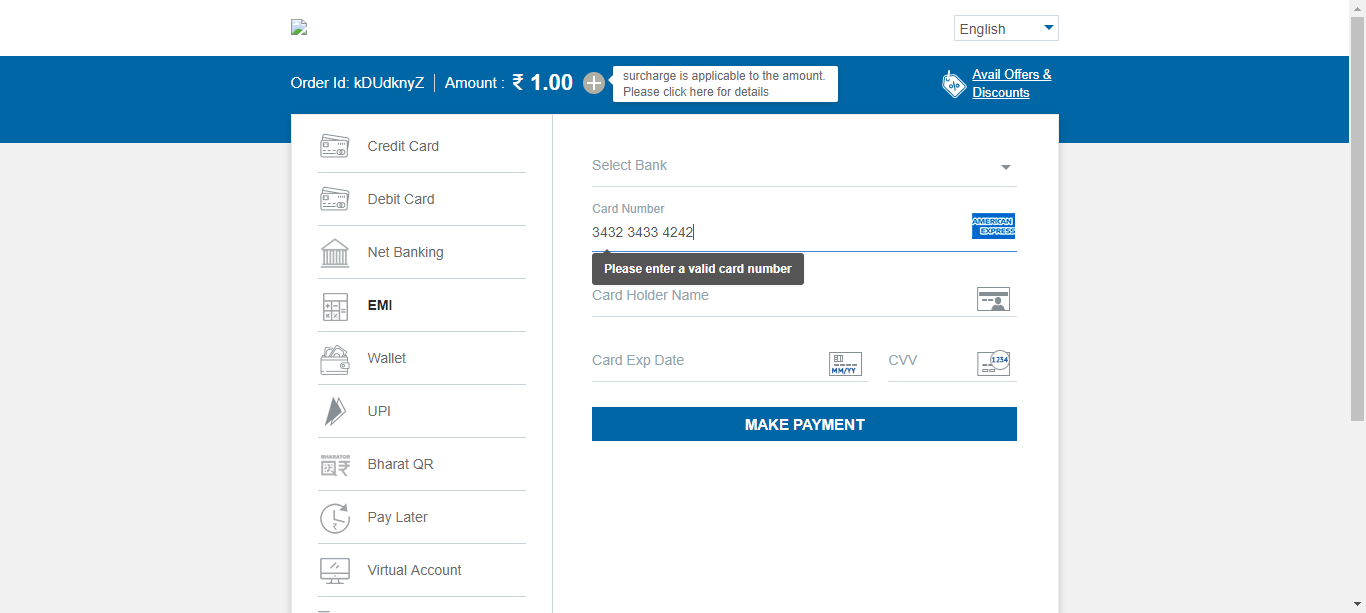 English
Order Id: kDUdknyZ
Amount : ₹ 1.00
surcharge is applicable to the amount.
Please click here for details
Avail Offers &
Discounts
Credit Card
Debit Card
Net Banking
EMI
Wallet
UPI
BHARATQR
Bharat QR
Pay Later
Virtual Account
Select Bank
Card Number
3432 3433 4242
AMERICAN
EXPRESS
Please enter a valid card number
Card Holder Name
Card Exp Date
MM/YY
CVV
1234
MAKE PAYMENT